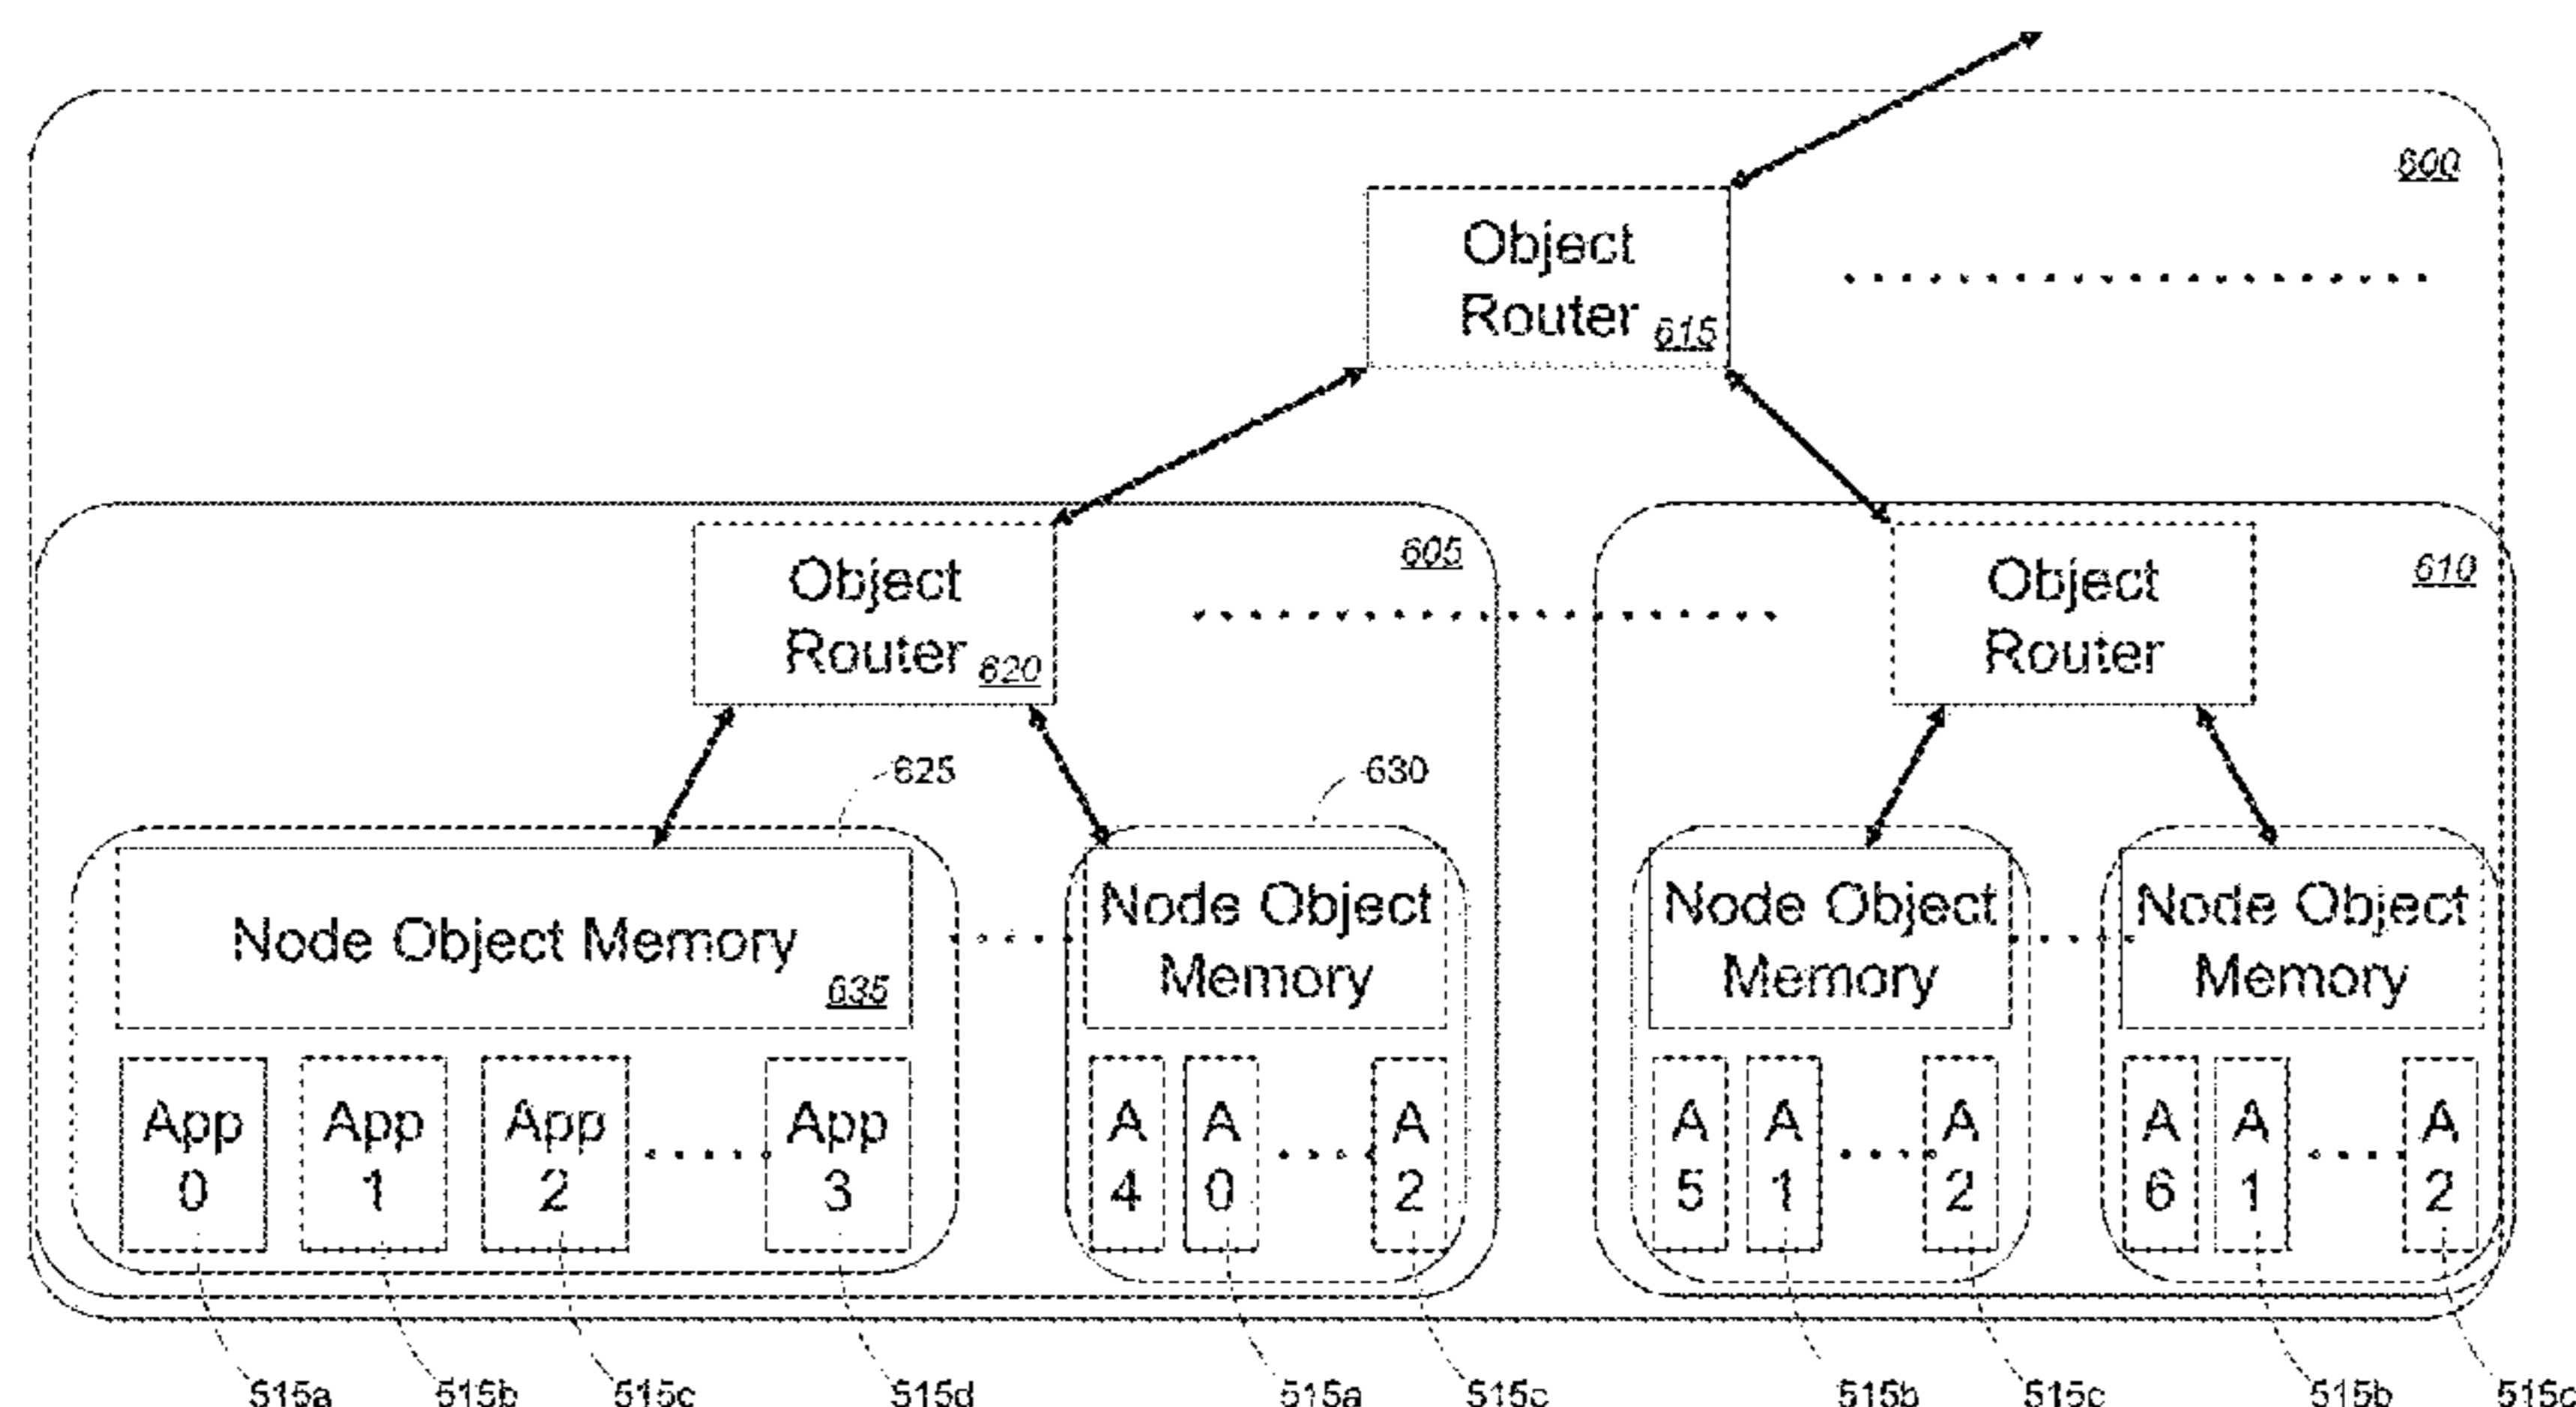 600
Object
Router 615
605
610
Object
Router 620
Object
Router
625
630
Node Object Memory
635
Node Object
Memory
Node Object
Memory
Node Object
Memory
App
0
App
1
App
2
App
3
A
4
A
0
A
2
A
5
A
1
A
2
A
6
A
1
A
2
515a
515b
515c
515d
515a
515c
515b
515c
515b
515c